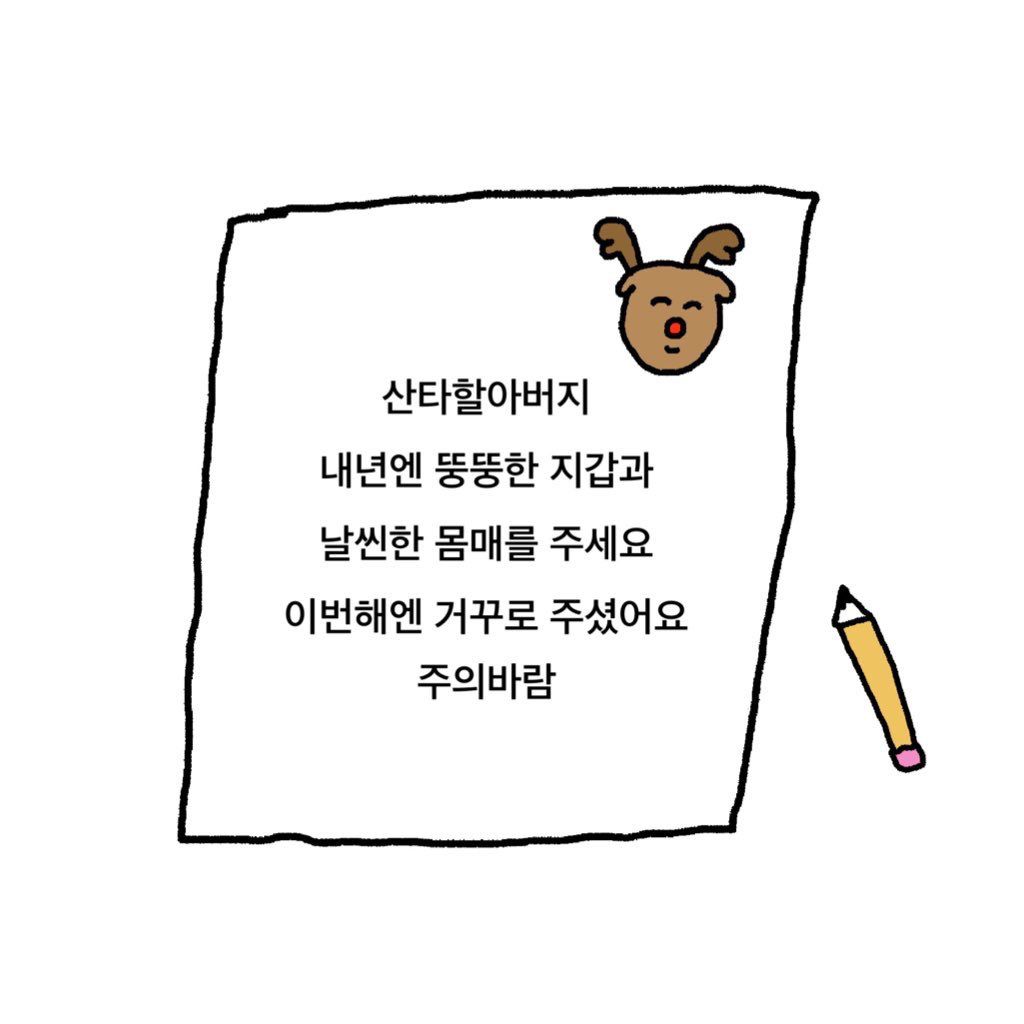 산타할아버지
내년엔 뚱뚱한 지갑과
날씬한 몸매를 주세요
이번해엔 거꾸로 주셨어요
주의바람